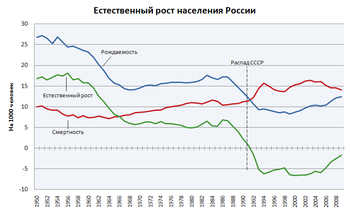 Естественный рост населения России
На 1000 человек
30
25
20
15
10
5
0
-5
-10
Рождаемость
Распад СССР
Естественный рост
Смертность
1950 1952 1954 1956 1958 1960 1962 1964 1966 1968 1970 1972 1974 1976 1978 1980 1982 1984 1986 1988 1990 1992 1994 1996 1998 2000 2002 2004 2006 2008